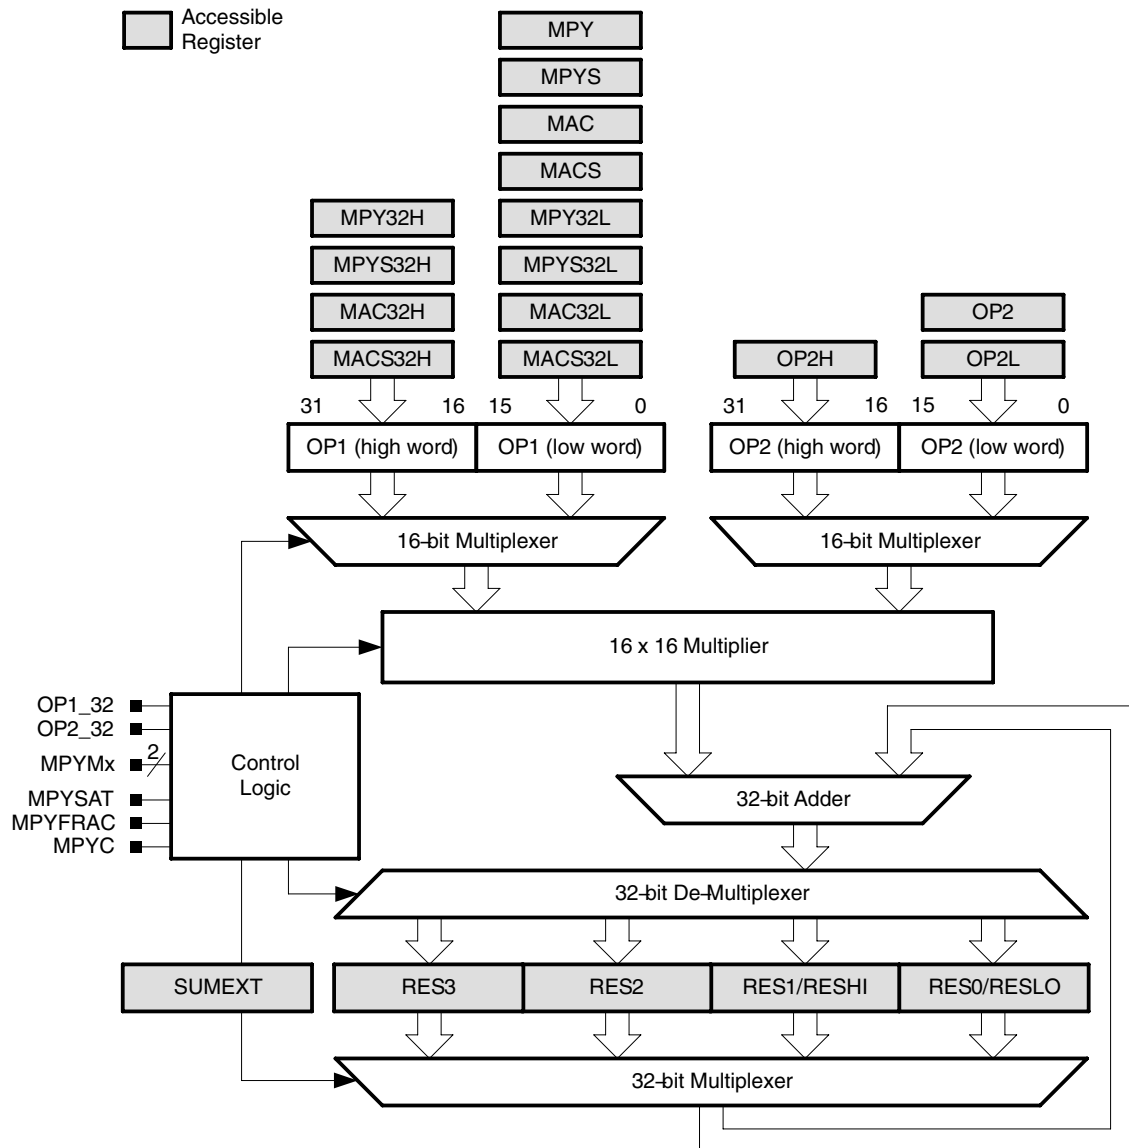 Accessible
Register
MPY
MPYS
MAC
MACS
MPY32H
MPY32L
MPYS32H
MPYS32L
MAC32H
MAC32L
OP2
MACS32H
MACS32L
OP2H
OP2L
31 16 15 0 31 16 15 0
OP1 (high word) OP1 (low word) OP2 (high word) OP2 (low word)
16-bit Multiplexer
16-bit Multiplexer
16 x 16 Multiplier
OP1_32
OP2_32
MPYMx
2
MPYSAT
MPYFRAC
MPYC
Control
Logic
32-bit Adder
32-bit De-Multiplexer
SUMEXT
RES3
RES2
RES1/RESHI
RES0/RESLO
32-bit Multiplexer